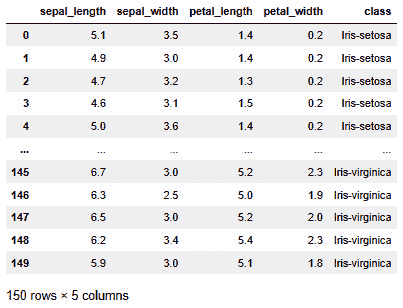 sepal_length sepal_width petal_length petal_width class
0 5.1 3.5 1.4 0.2 Iris-setosa
1 4.9 3.0 1.4 0.2 Iris-setosa
2 4.7 3.2 1.3 0.2 Iris-setosa
3 4.6 3.1 1.5 0.2 Iris-setosa
4 5.0 3.6 1.4 0.2 Iris-setosa
... ... ... ... ... ...
145 6.7 3.0 5.2 2.3 Iris-virginica
146 6.3 2.5 5.0 1.9 Iris-virginica
147 6.5 3.0 5.2 2.0 Iris-virginica
148 6.2 3.4 5.4 2.3 Iris-virginica
149 5.9 3.0 5.1 1.8 Iris-virginica
150 rows × 5 columns